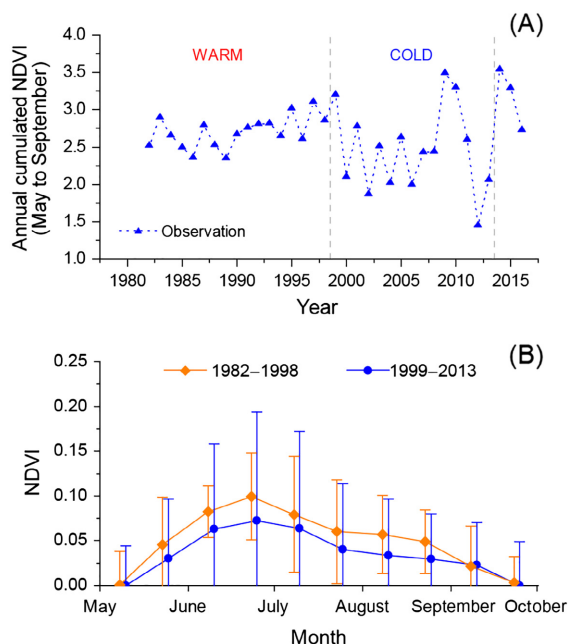 (A)
Annual cumulated NDVI
(May to September)
4.0
3.5
3.0
2.5
2.0
1.5
1.0
WARM
COLD
Observation
1980 1985 1990 1995 2000 2005 2010 2015
Year
(B)
NDVI
0.25
0.20
0.15
0.10
0.05
0.00
1982–1998 1999–2013
May June July August September October
Month